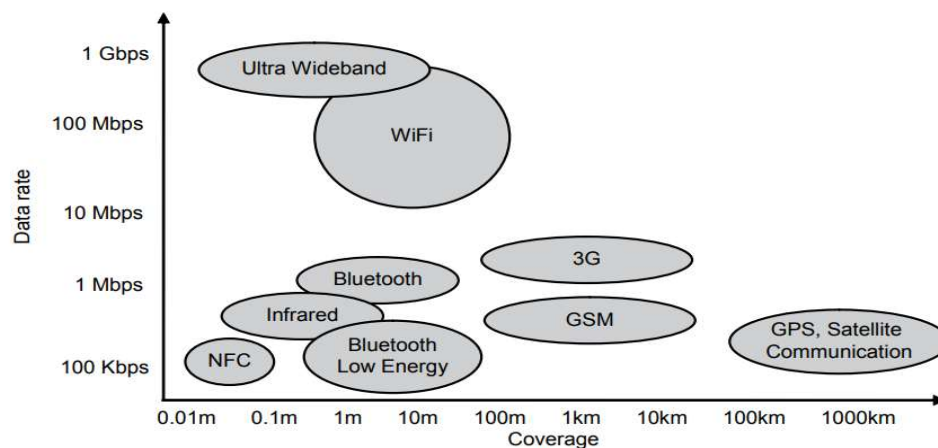 1 Gbps
Ultra Wideband
100 Mbps
WiFi
Data rate
10 Mbps
3G
1 Mbps
Bluetooth
Infrared
GSM
GPS, Satellite
Communication
Bluetooth
Low Energy
NFC
100 Kbps
0.01m 0.1m 1m 10m 100m 1km 10km 100km 1000km
Coverage